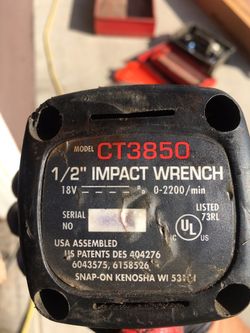 MODEL CT3850
1/2" IMPACT WRENCH
18V 0-2200/min
SERIAL NO
LISTED 73RL
UL
USA ASSEMBLED
US PATENTS DES 404276
6043575, 6158526
SNAP-ON KENOSHA WI